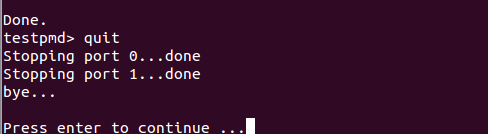 Done.
testpmd> quit
Stopping port 0...done
Stopping port 1...done
bye...
Press enter to continue ...